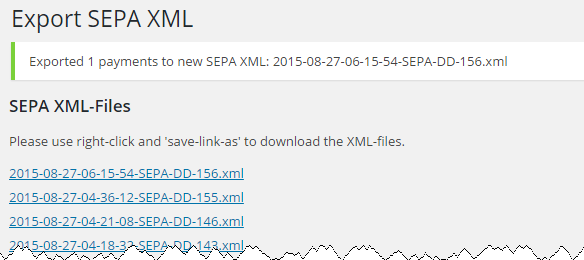 Export SEPA XML
Exported 1 payments to new SEPA XML: 2015-08-27-06-15-54-SEPA-DD-156.xml
SEPA XML-Files
Please use right-click and 'save-link-as' to download the XML-files.
2015-08-27-06-15-54-SEPA-DD-156.xml
2015-08-27-04-36-12-SEPA-DD-155.xml
2015-08-27-04-21-08-SEPA-DD-146.xml
2015-08-27-04-18-33-SEPA-DD-143.xml